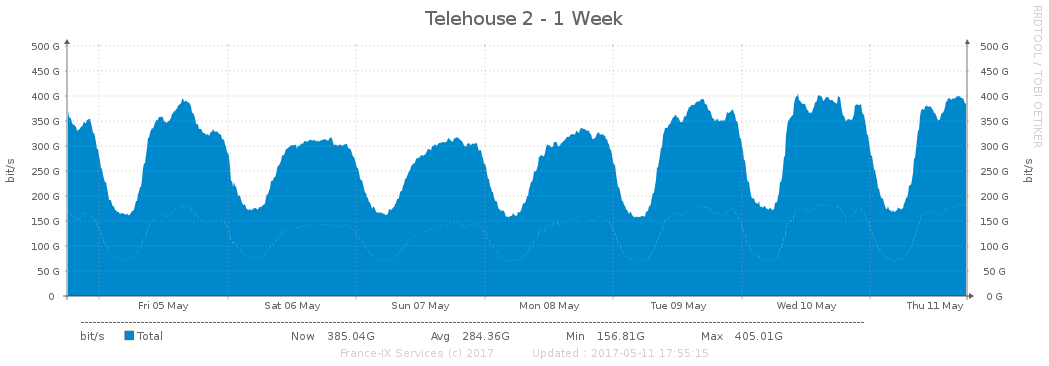 Telehouse 2 - 1 Week
RRDTOOL / TOBI OETIKER
500 G 500 G
450 G 450 G
400 G 400 G
350 G 350 G
300 G 300 G
250 G 250 G
200 G 200 G
150 G 150 G
100 G 100 G
50 G 50 G
0 0 G
bit/s bit/s
Fri 05 May Sat 06 May Sun 07 May Mon 08 May Tue 09 May Wed 10 May Thu 11 May
bit/s Total Now 385.04G Avg 284.36G Min 156.81G Max 405.01G
France-IX Services (c) 2017 Updated : 2017-05-11 17:55:15